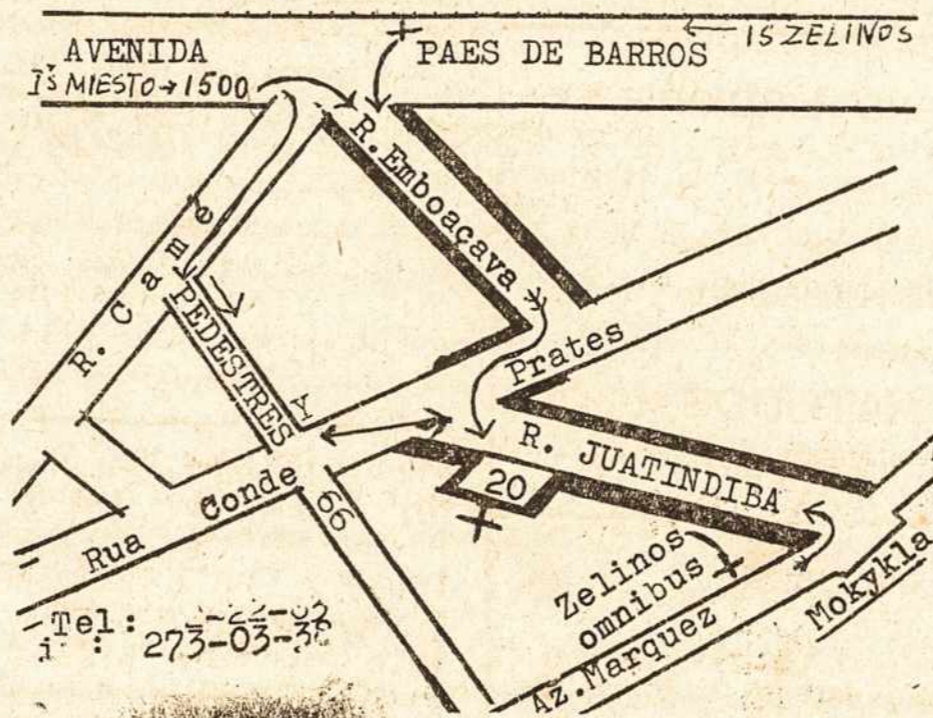 ← IS ZELINOS
AVENIDA PAES DE BARROS
IŠ MIESTO → 1500
R. Emboaçava
R. Came
PEDESTRES
Y
Prates
R. JUATINDIBA
20
Rua Conde
66
Zelinos
omnibus
Az. Marquez
Mokykla
Tel:
273-03-38